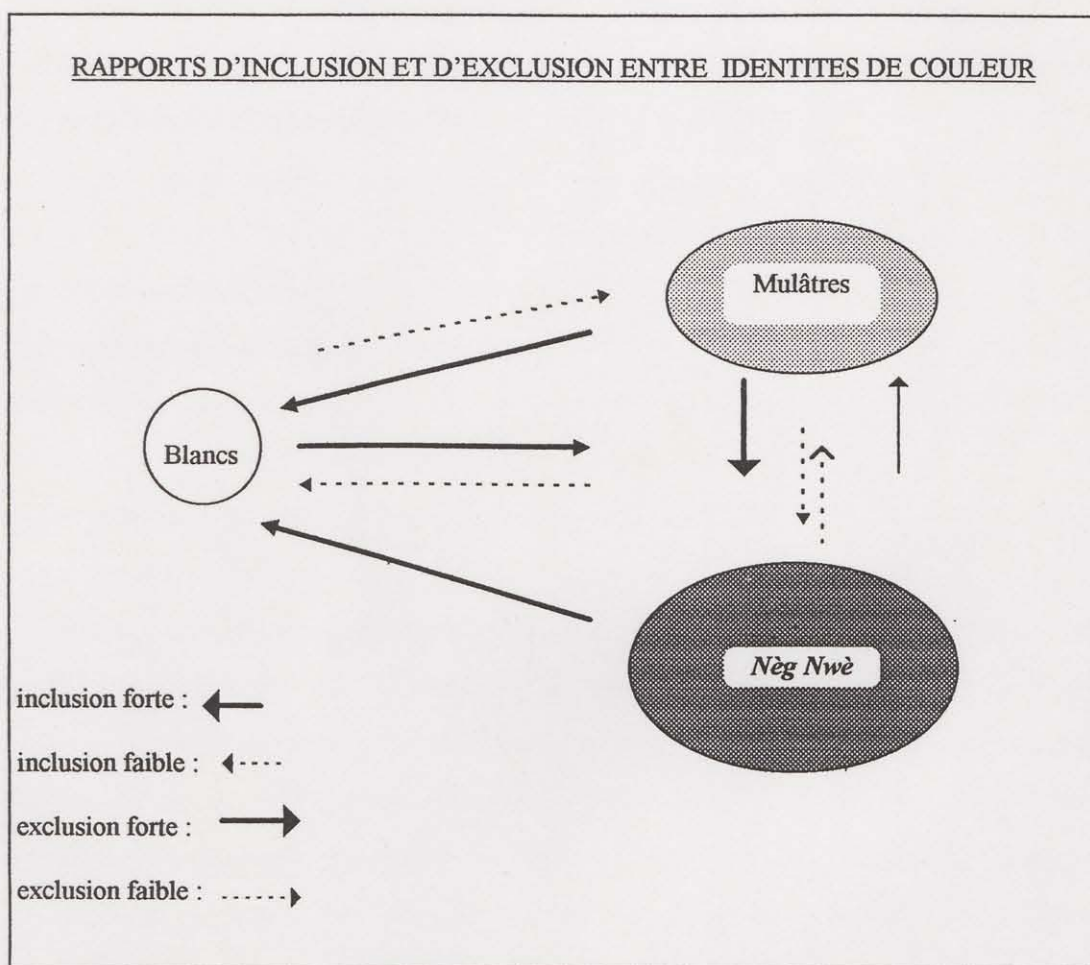 RAPPORTS D'INCLUSION ET D'EXCLUSION ENTRE IDENTITES DE COULEUR
Mulâtres
Blancs
Nèg Nwè
inclusion forte :
inclusion faible :
exclusion forte :
exclusion faible :